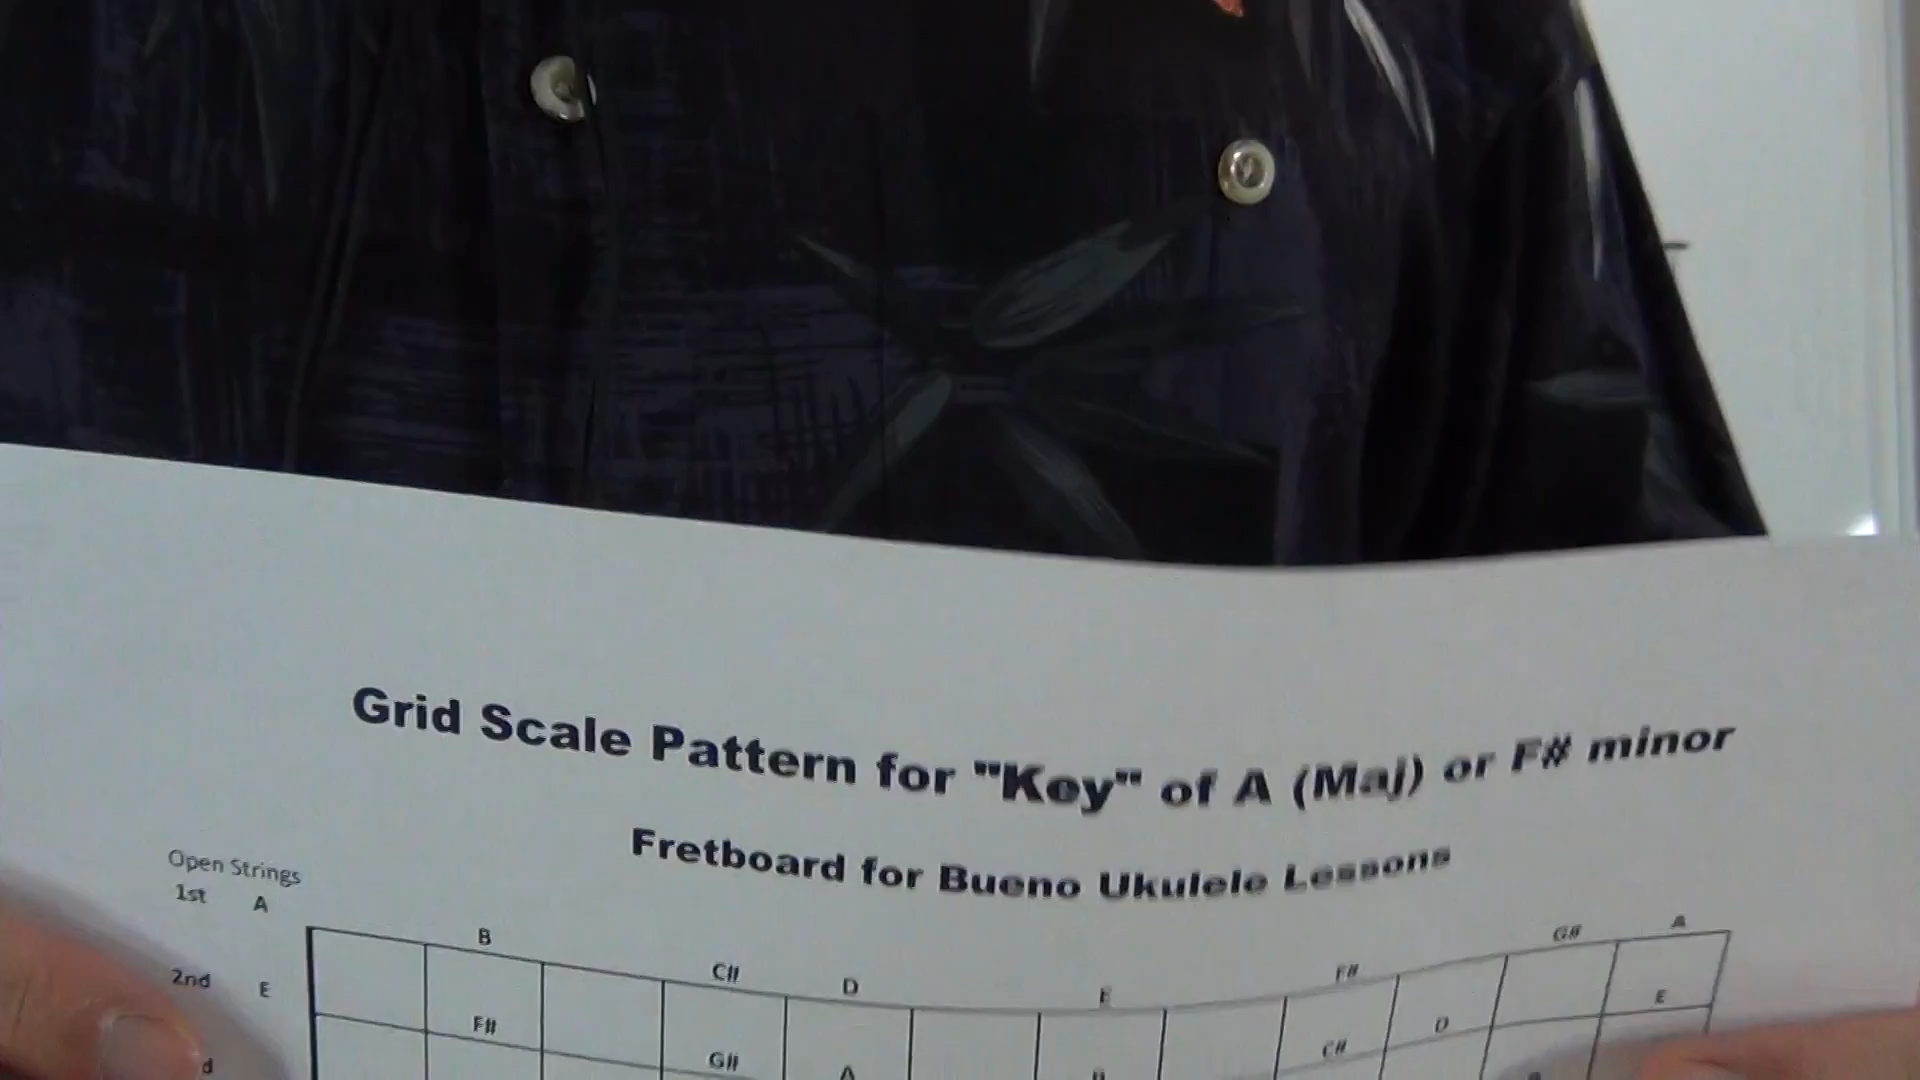 Grid Scale Pattern for "Key" of A (Maj) or F# minor
Fretboard for Bueno Ukulele Lessons
Open Strings
1st A
B C# D E F# G# A
2nd E
F# G# A B C# D E
d